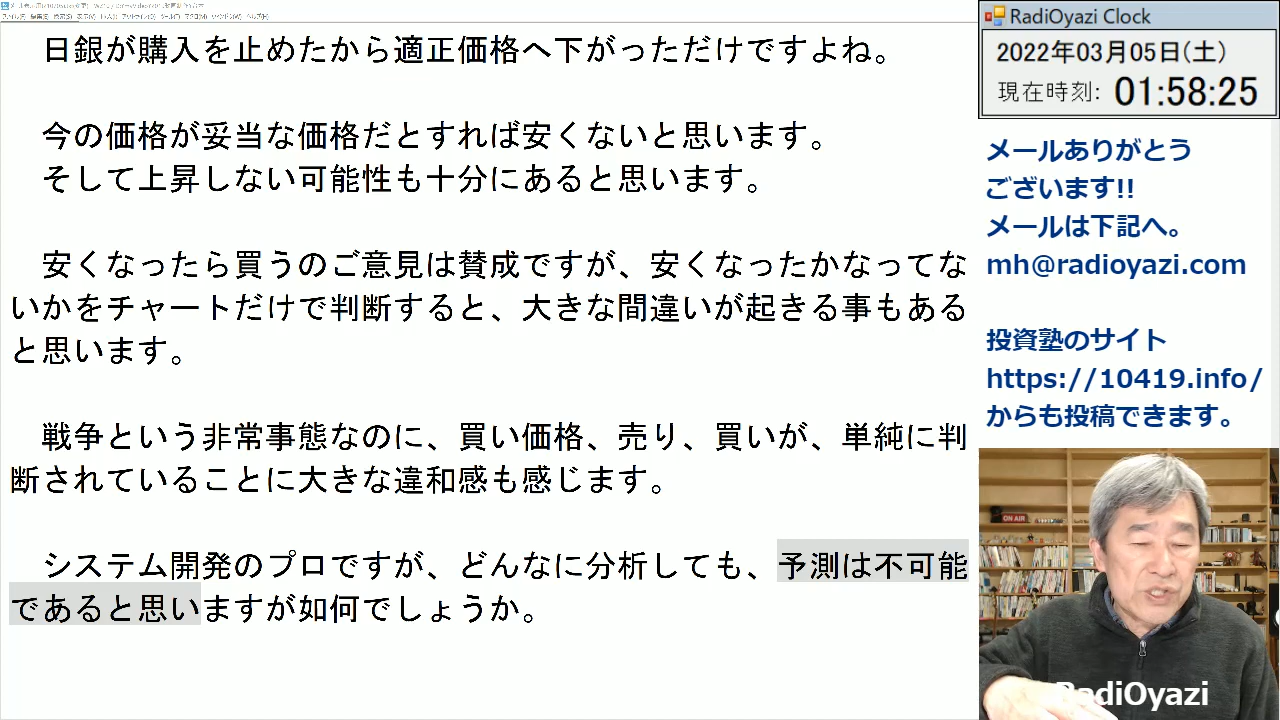 日銀が購入を止めたから適正価格へ下がっただけですよね。
今の価格が妥当な価格だとすれば安くないと思います。
そして上昇しない可能性も十分にあると思います。
安くなったら買うのご意見は賛成ですが、安くなったかなってな
いかをチャートだけで判断すると、大きな間違いが起きる事もある
と思います。
戦争という非常事態なのに、買い価格、売り、買いが、単純に判
断されていることに大きな違和感も感じます。
システム開発のプロですが、どんなに分析しても、予測は不可能
であると思いますが如何でしょうか。
RadiOyazi Clock
2022年03月05日(土)
現在時刻: 01:58:25
メールありがとう
ございます!!
メールは下記へ。
mh@radioyazi.com
投資塾のサイト
https://10419.info/
からも投稿できます。
ON AIR
RadiOyazi